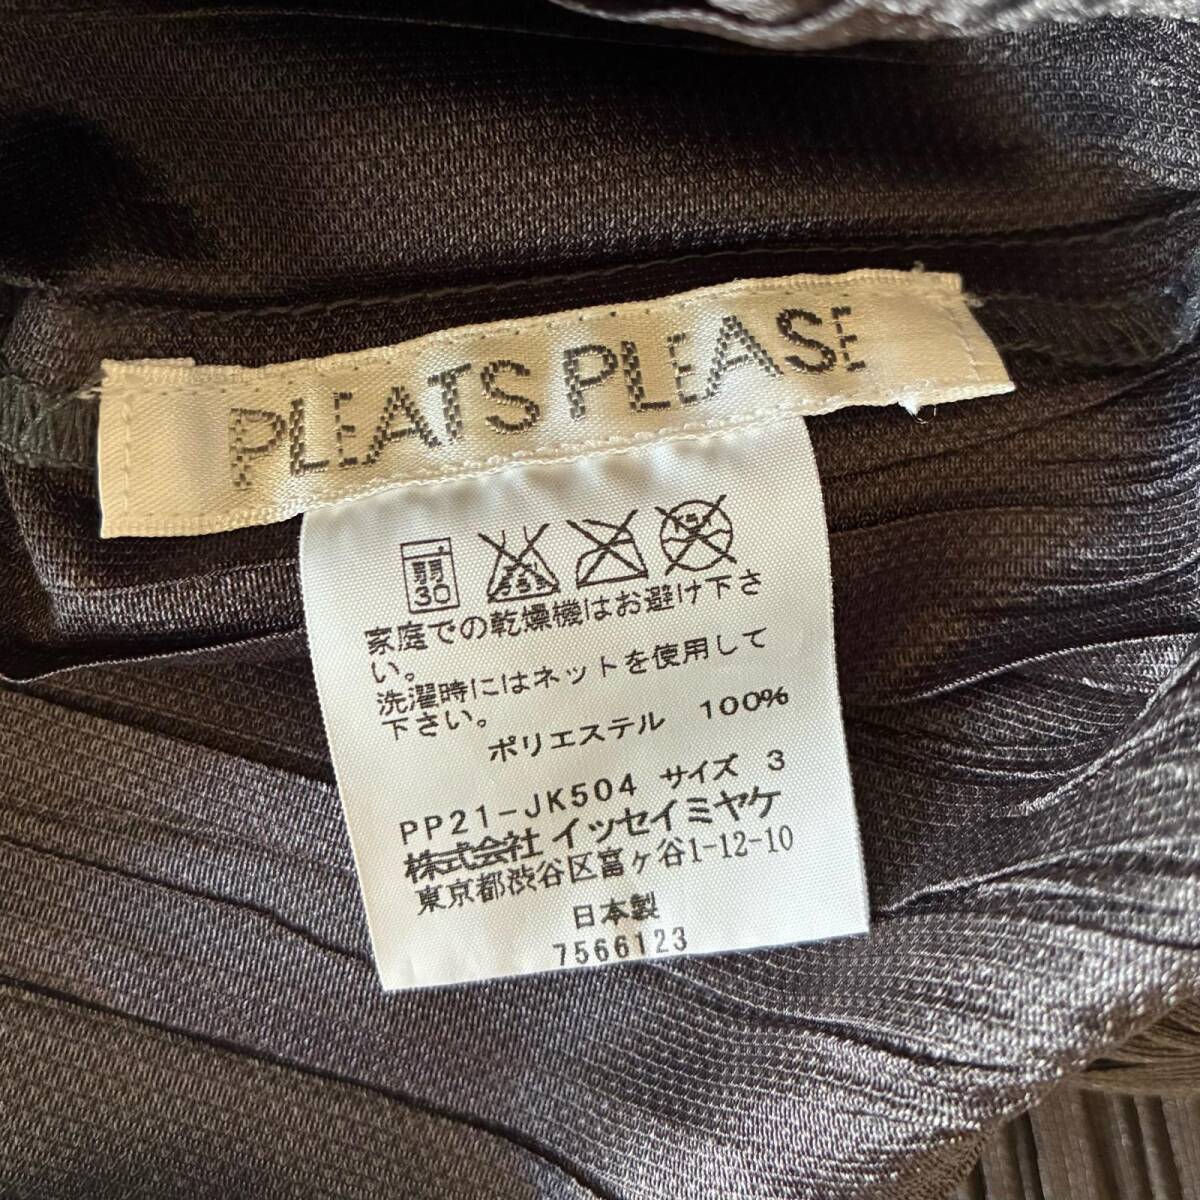 PLEATS PLEASE
弱
30
家庭での乾燥機はお避け下さ
い。
洗濯時にはネットを使用して
下さい。
ポリエステル 100%
PP21-JK504 サイズ 3
株式会社イッセイミヤケ
東京都渋谷区富ヶ谷1-12-10
日本製
7566123